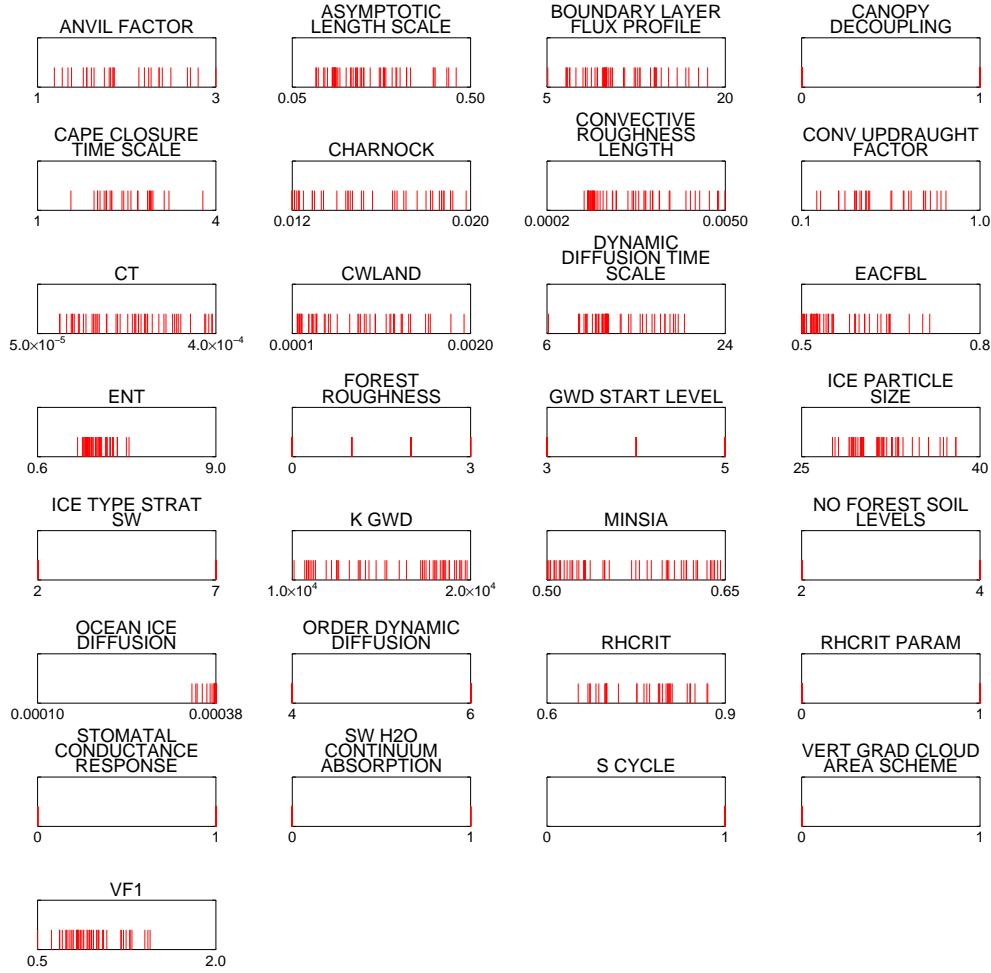 ANVIL FACTOR
1 3
ASYMPTOTIC
LENGTH SCALE
0.05 0.50
BOUNDARY LAYER
FLUX PROFILE
5 20
CANOPY
DECOUPLING
0 1
CAPE CLOSURE
TIME SCALE
1 4
CHARNOCK
0.012 0.020
CONVECTIVE
ROUGHNESS
LENGTH
0.0002 0.0050
CONV UPDRAUGHT
FACTOR
0.1 1.0
CT
5.0×10⁻⁵ 4.0×10⁻⁴
CWLAND
0.0001 0.0020
DYNAMIC
DIFFUSION TIME
SCALE
6 24
EACFBL
0.5 0.8
ENT
0.6 9.0
FOREST
ROUGHNESS
0 3
GWD START LEVEL
3 5
ICE PARTICLE
SIZE
25 40
ICE TYPE STRAT
SW
2 7
K GWD
1.0×10⁴ 2.0×10⁴
MINSIA
0.50 0.65
NO FOREST SOIL
LEVELS
2 4
OCEAN ICE
DIFFUSION
0.00010 0.00038
ORDER DYNAMIC
DIFFUSION
4 6
RHCRIT
0.6 0.9
RHCRIT PARAM
0 1
STOMATAL
CONDUCTANCE
RESPONSE
0 1
SW H2O
CONTINUUM
ABSORPTION
0 1
S CYCLE
0 1
VERT GRAD CLOUD
AREA SCHEME
0 1
VF1
0.5 2.0